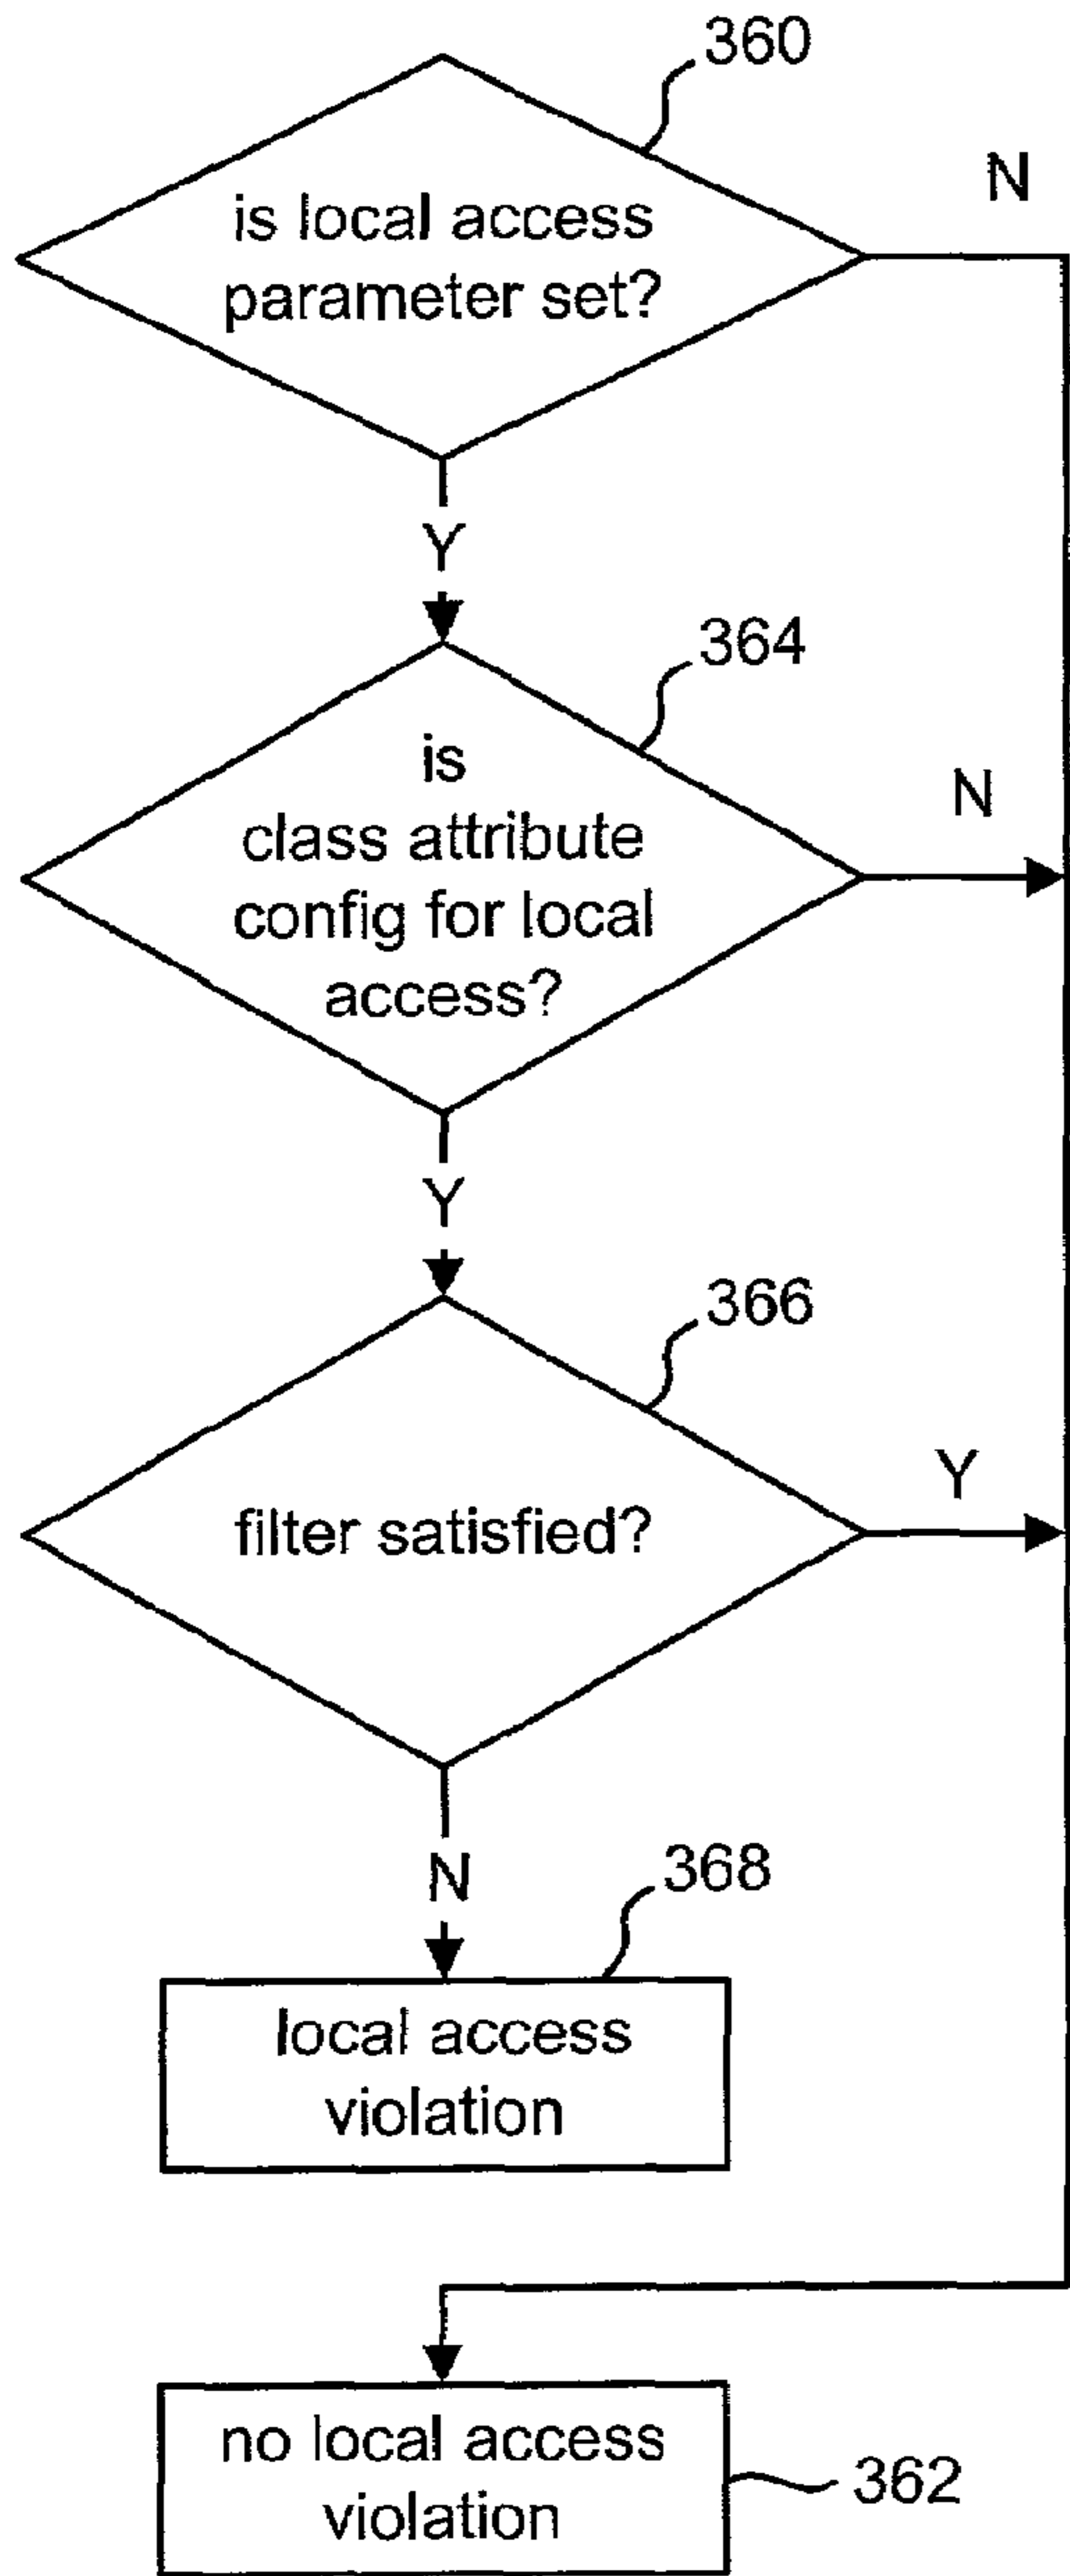 360
N
is local access
parameter set?
Y
364
is
class attribute
config for local
access?
N
Y
366
filter satisfied?
Y
N
368
local access
violation
no local access
violation
362